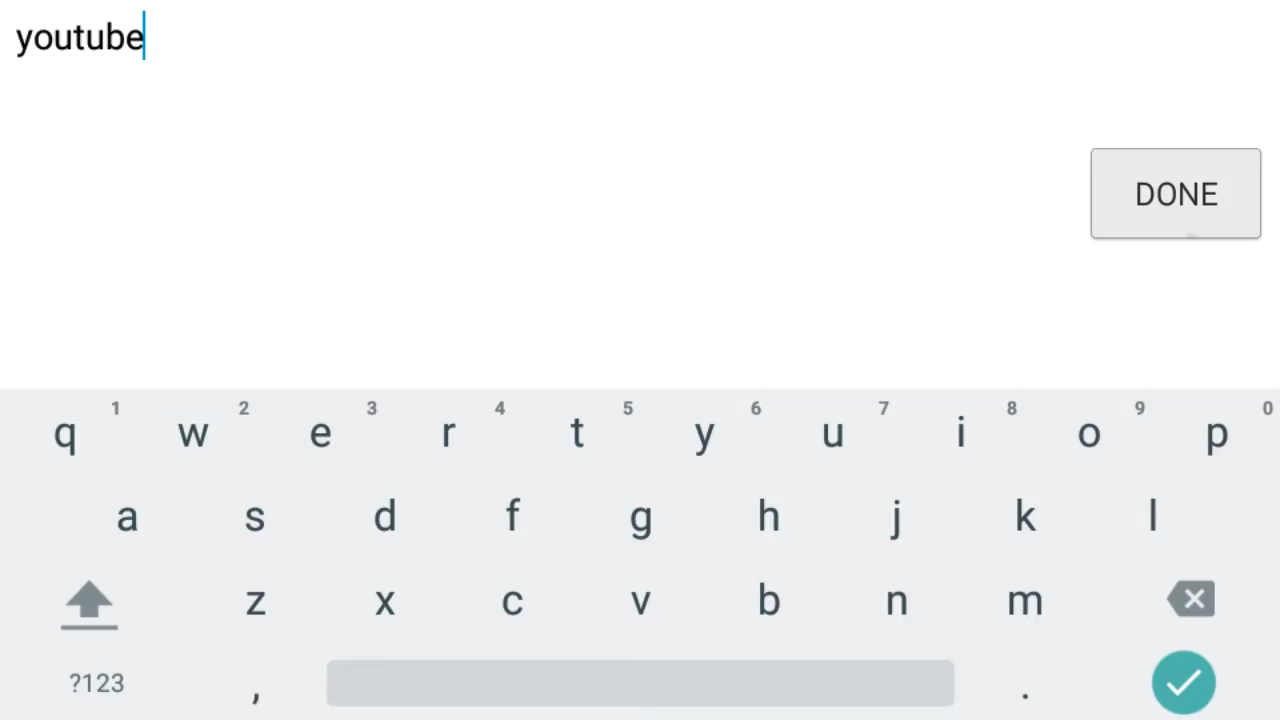 youtube
DONE
1 2 3 4 5 6 7 8 9 0
q w e r t y u i o p
a s d f g h j k l
z x c v b n m
?123 , .